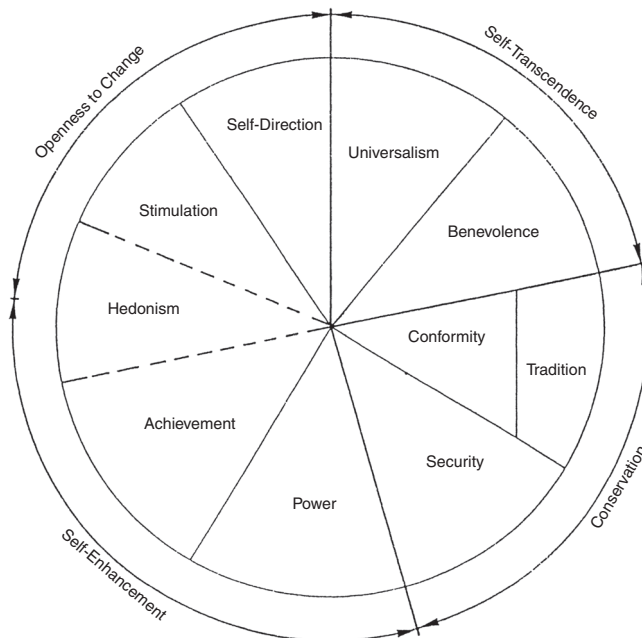 Openness to Change
Self-Transcendence
Self-Direction
Universalism
Stimulation
Benevolence
Hedonism
Conformity
Tradition
Achievement
Security
Power
Self-Enhancement
Conservation